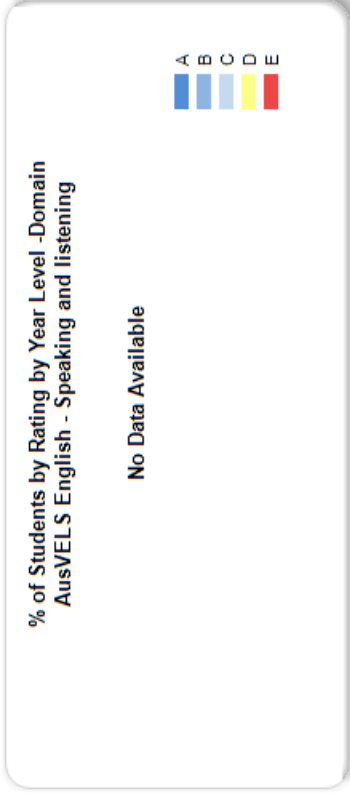 % of Students by Rating by Year Level -Domain
AusVELS English - Speaking and listening
No Data Available
A
B
C
D
E